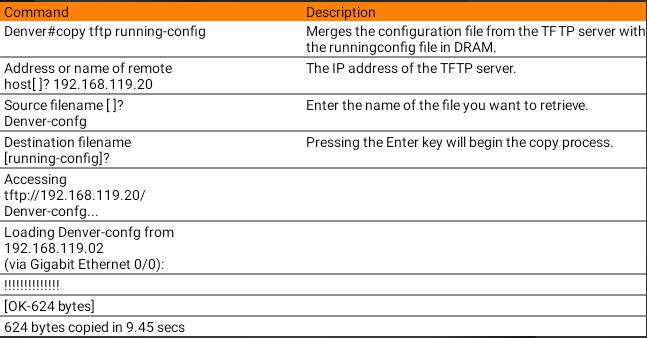 Command Description
Denver#copy tftp running-config Merges the configuration file from the TFTP server with
the runningconfig file in DRAM.
Address or name of remote The IP address of the TFTP server.
host[ ]? 192.168.119.20
Source filename [ ]? Enter the name of the file you want to retrieve.
Denver-confg
Destination filename Pressing the Enter key will begin the copy process.
[running-config]?
Accessing
tftp://192.168.119.20/
Denver-confg...
Loading Denver-confg from
192.168.119.02
(via Gigabit Ethernet 0/0):
!!!!!!!!!!!!!!
[OK-624 bytes]
624 bytes copied in 9.45 secs